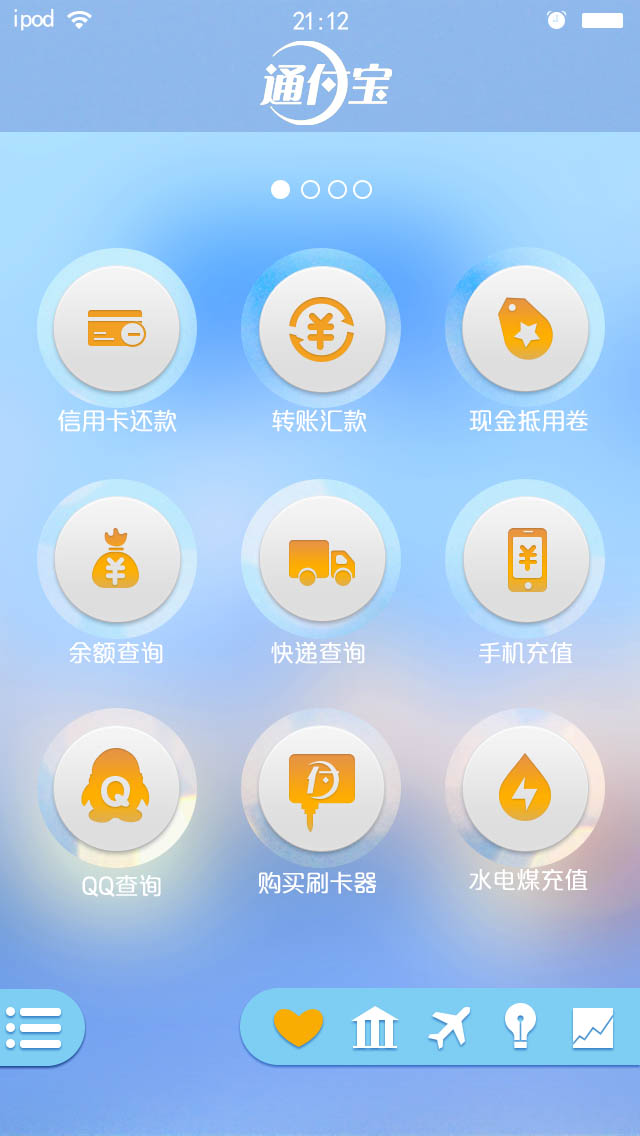 ipod
21:12
通付宝
信用卡还款
转账汇款
现金抵用卷
余额查询
快递查询
手机充值
QQ查询
购买刷卡器
水电煤充值